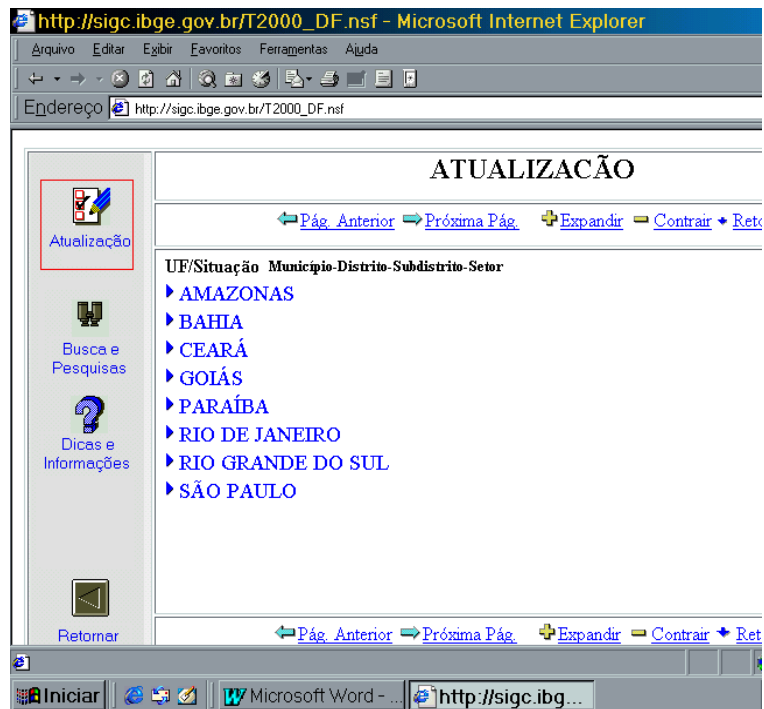 http://sigc.ibge.gov.br/T2000_DF.nsf - Microsoft Internet Explorer
Arquivo Editar Exibir Favoritos Ferramentas Ajuda
Endereço http://sigc.ibge.gov.br/T2000_DF.nsf
ATUALIZACÃO
Pág. Anterior Próxima Pág. Expandir Contrair
Atualização
UF/Situação Município-Distrito-Subdistrito-Setor
AMAZONAS
BAHIA
CEARÁ
GOIÁS
PARAÍBA
RIO DE JANEIRO
RIO GRANDE DO SUL
SÃO PAULO
Busca e
Pesquisas
Dicas e
Informações
Retornar
Pág. Anterior Próxima Pág. Expandir Contrair
Iniciar Microsoft Word - ... http://sigc.ibg...